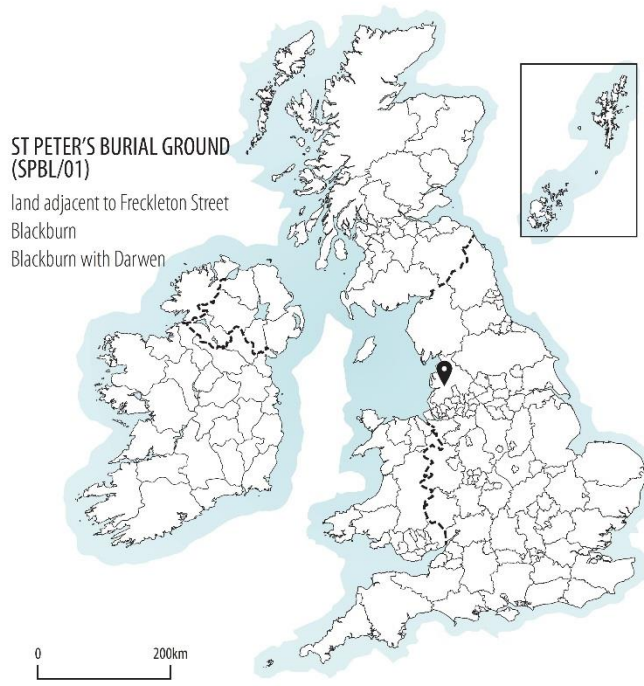 ST PETER'S BURIAL GROUND
(SPBL/01)
land adjacent to Freckleton Street
Blackburn
Blackburn with Darwen
0 200km